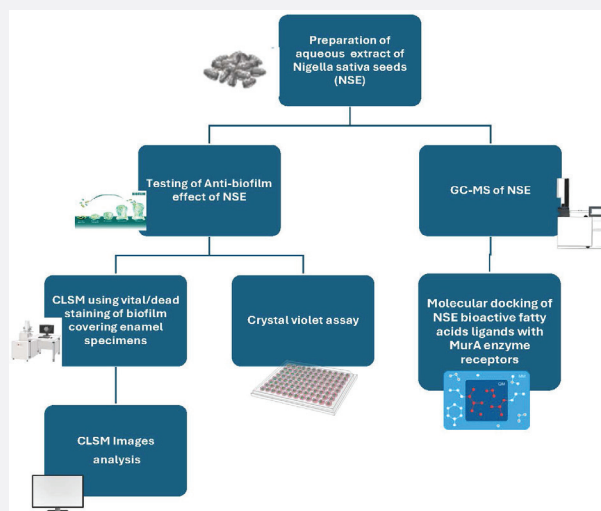 Preparation of
aqueous extract of
Nigella sativa seeds
(NSE)
Testing of Anti-biofilm
effect of NSE
GC-MS of NSE
CLSM using vital/dead
staining of biofilm
covering enamel
specimens
Crystal violet assay
Molecular docking of
NSE bioactive fatty
acids ligands with
MurA enzyme
receptors
CLSM Images
analysis